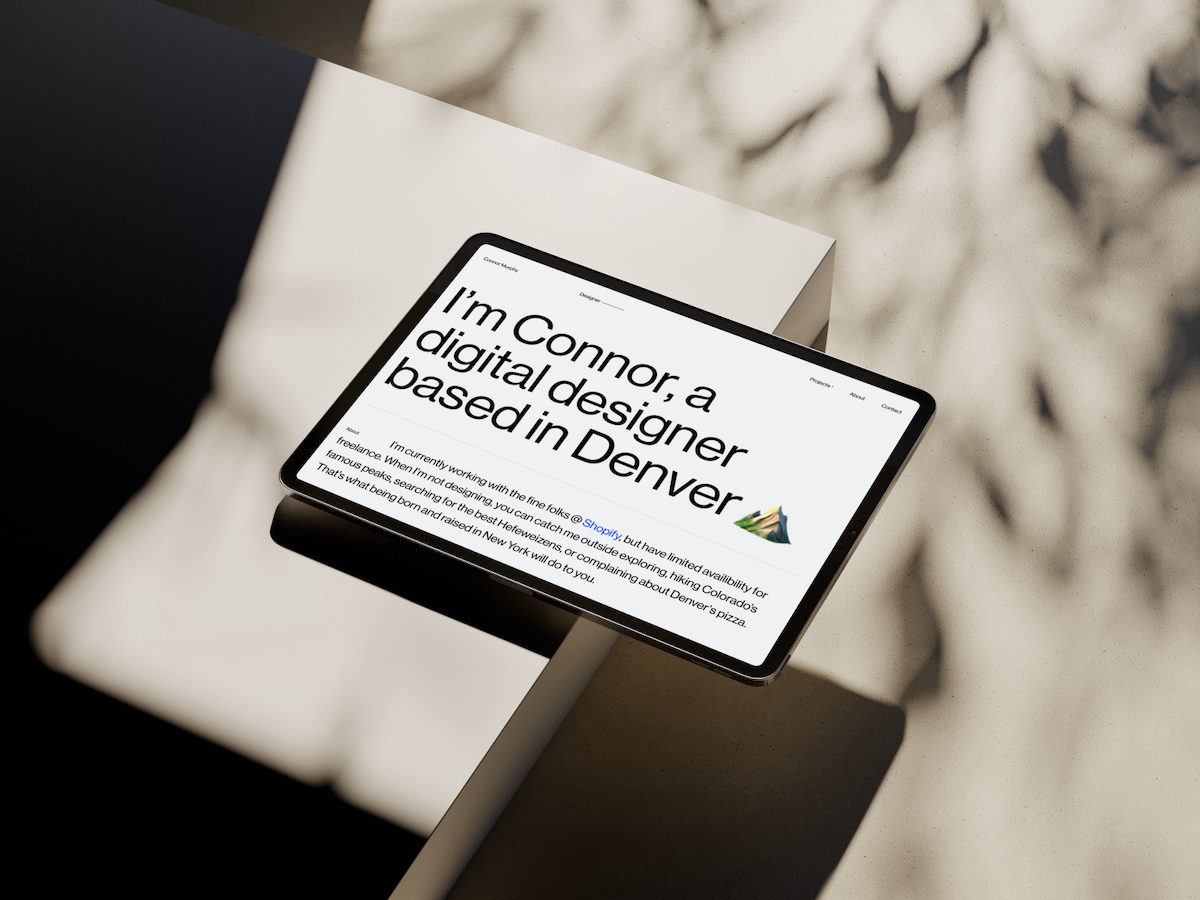 Connor Murphy
Designer
Projects
About
Contact
I'm Connor, a
digital designer
based in Denver
About
I'm currently working with the fine folks @ Shopify, but have limited availibility for
freelance. When I'm not designing, you can catch me outside exploring, hiking Colorado's
famous peaks, searching for the best Hefeweizens, or complaining about Denver's pizza.
That's what being born and raised in New York will do to you.